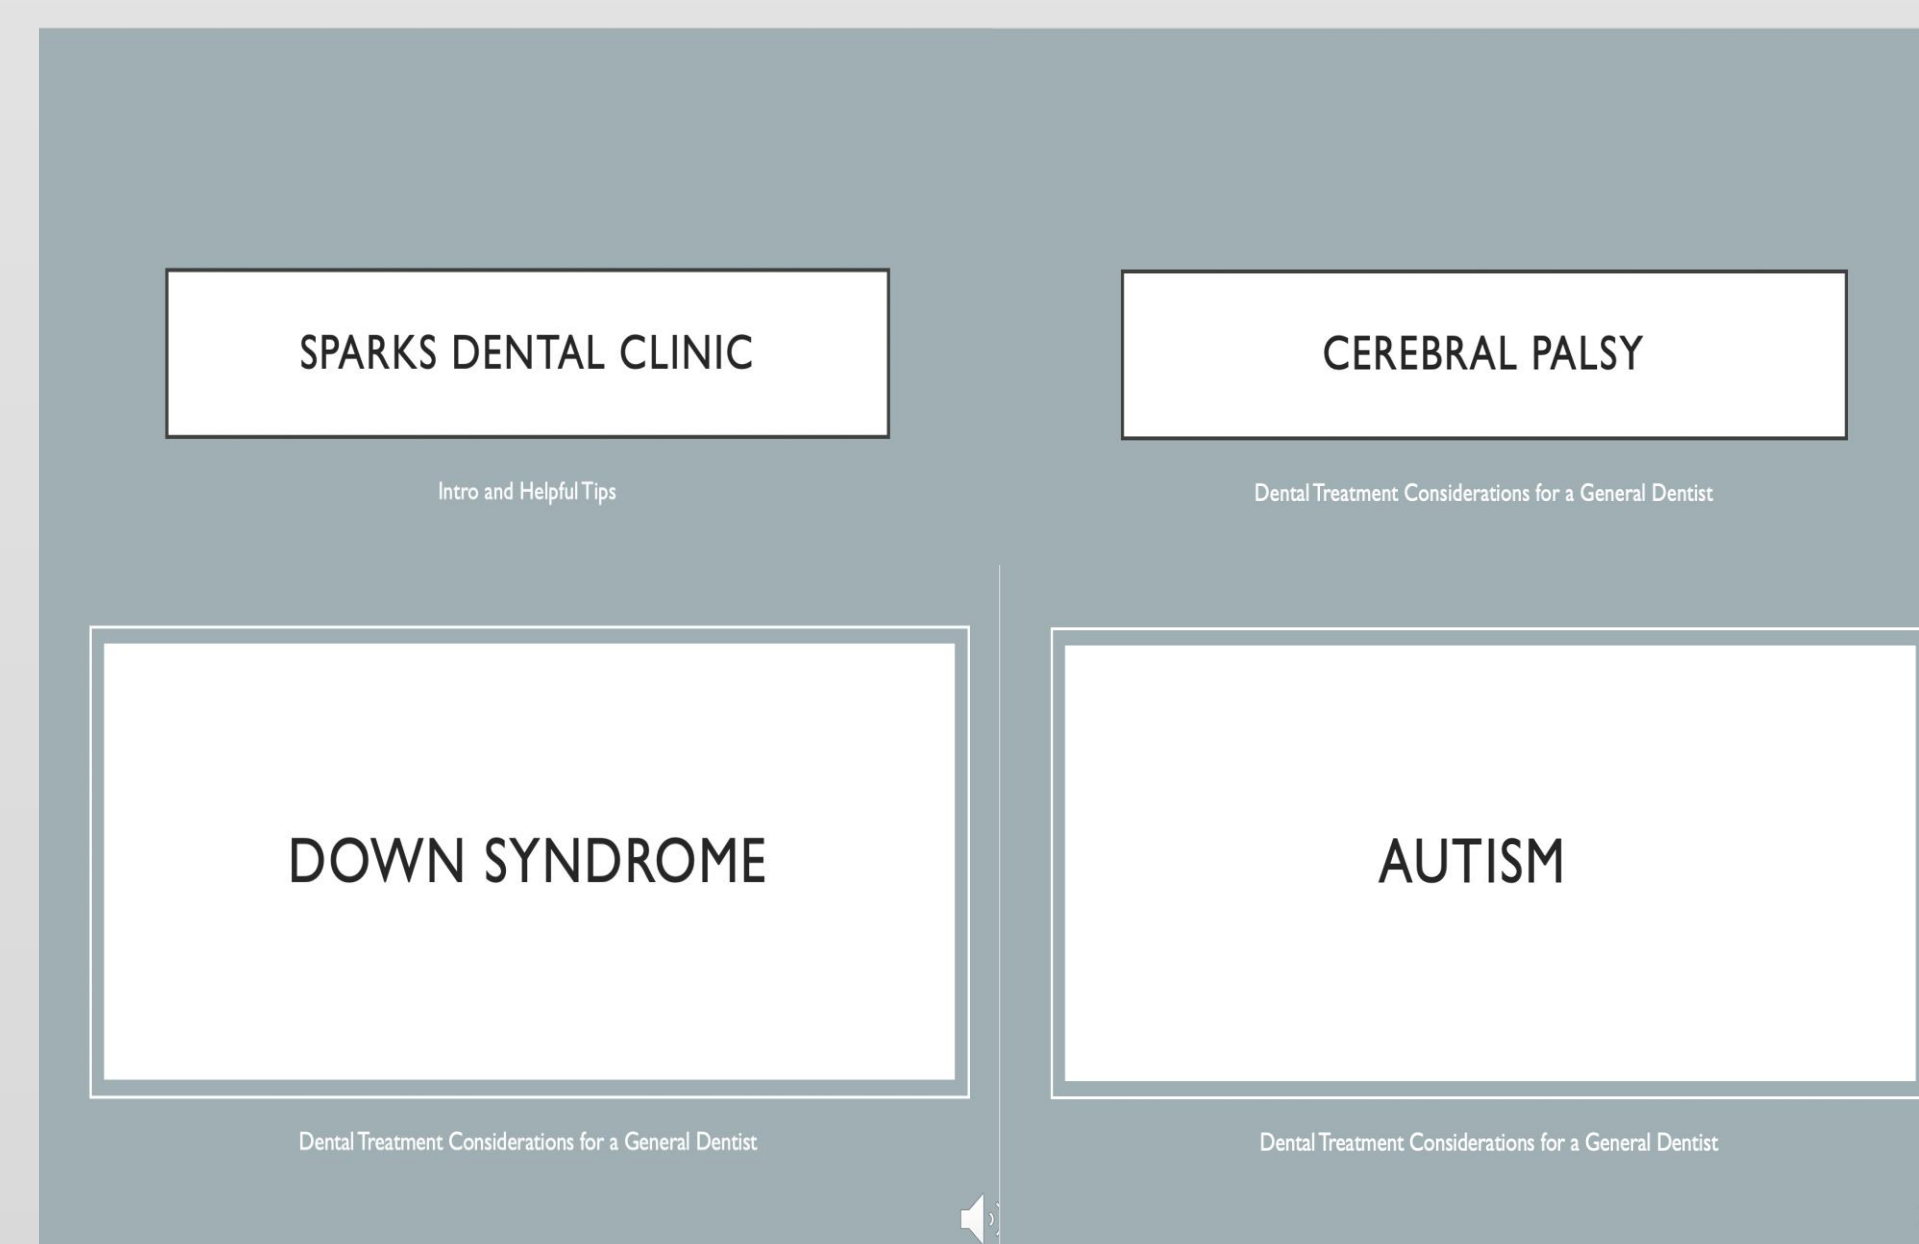 SPARKS DENTAL CLINIC
Intro and Helpful Tips
CEREBRAL PALSY
Dental Treatment Considerations for a General Dentist
DOWN SYNDROME
Dental Treatment Considerations for a General Dentist
AUTISM
Dental Treatment Considerations for a General Dentist